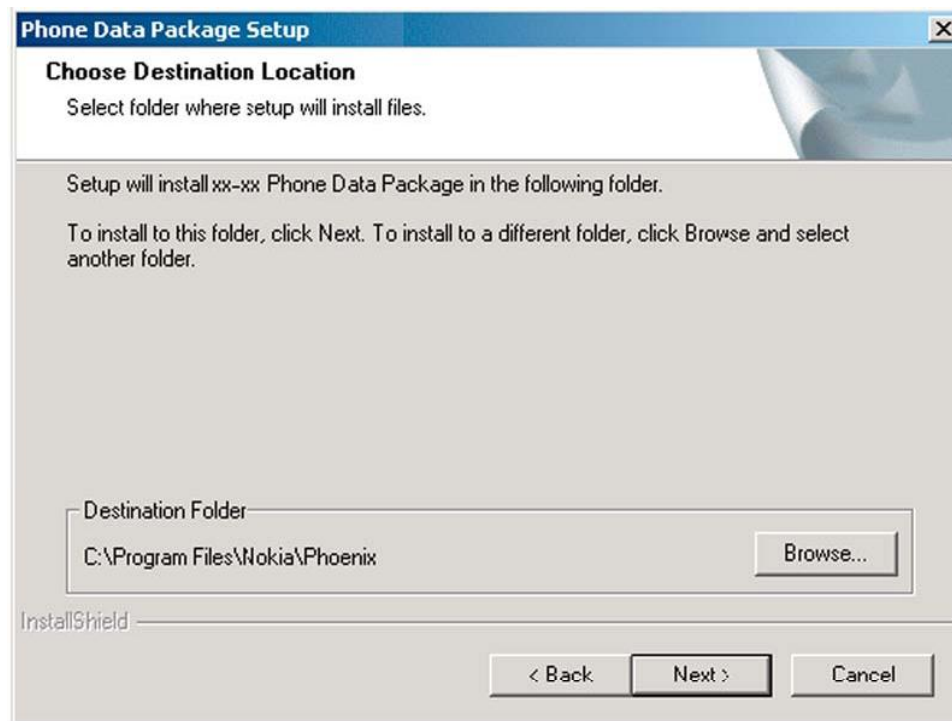 Phone Data Package Setup
Choose Destination Location
Select folder where setup will install files.
Setup will install xx-xx Phone Data Package in the following folder.
To install to this folder, click Next. To install to a different folder, click Browse and select
another folder.
Destination Folder
C:\Program Files\Nokia\Phoenix
Browse...
InstallShield
< Back
Next >
Cancel